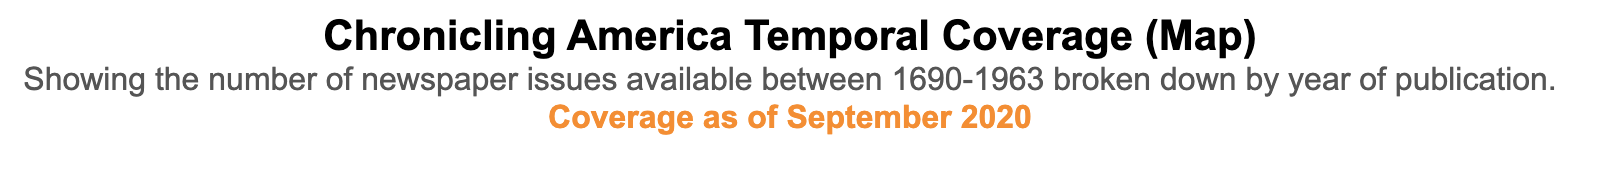 Chronicling America Temporal Coverage (Map)
Showing the number of newspaper issues available between 1690-1963 broken down by year of publication.
Coverage as of September 2020